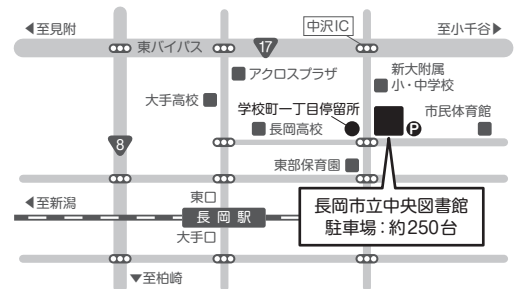 ◀至見附
中沢IC
至小千谷▶
東バイパス
17
アクロスプラザ
新大附属
小・中学校
大手高校
学校町一丁目停留所
長岡高校
P
市民体育館
8
東部保育園
◀至新潟
東口
長岡駅
大手口
長岡市立中央図書館
駐車場：約250台
▼至柏崎